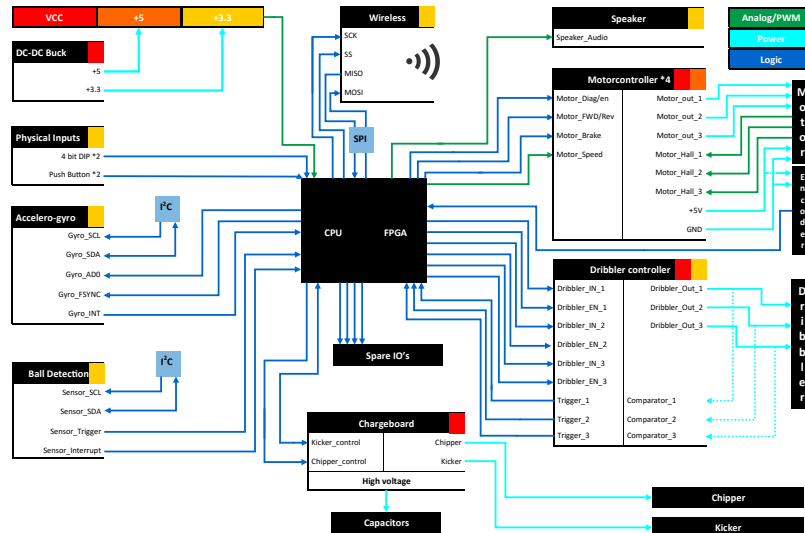 VCC
+5
+3.3
Wireless
SCK
SS
MISO
MOSI
SPI
Speaker
Speaker_Audio
Analog/PWM
Power
Logic
DC-DC Buck
+5
+3.3
Physical Inputs
4 bit DIP *2
Push Button *2
Motorcontroller *4
Motor_Diag/en
Motor_FWD/Rev
Motor_Brake
Motor_Speed
Motor_out_1
Motor_out_2
Motor_out_3
Motor_Hall_1
Motor_Hall_2
Motor_Hall_3
+5V
GND
Motor
Encoder
Accelero-gyro
I²C
Gyro_SCL
Gyro_SDA
Gyro_AD0
Gyro_FSYNC
Gyro_INT
CPU
FPGA
Dribbler controller
Dribbler_IN_1
Dribbler_EN_1
Dribbler_IN_2
Dribbler_EN_2
Dribbler_IN_3
Dribbler_EN_3
Trigger_1
Trigger_2
Trigger_3
Dribbler_Out_1
Dribbler_Out_2
Dribbler_Out_3
Comparator_1
Comparator_2
Comparator_3
Dribbler
Spare IO's
Ball Detection
I²C
Sensor_SCL
Sensor_SDA
Sensor_Trigger
Sensor_Interrupt
Chargeboard
Kicker_control
Chipper_control
Chipper
Kicker
High voltage
Capacitors
Chipper
Kicker